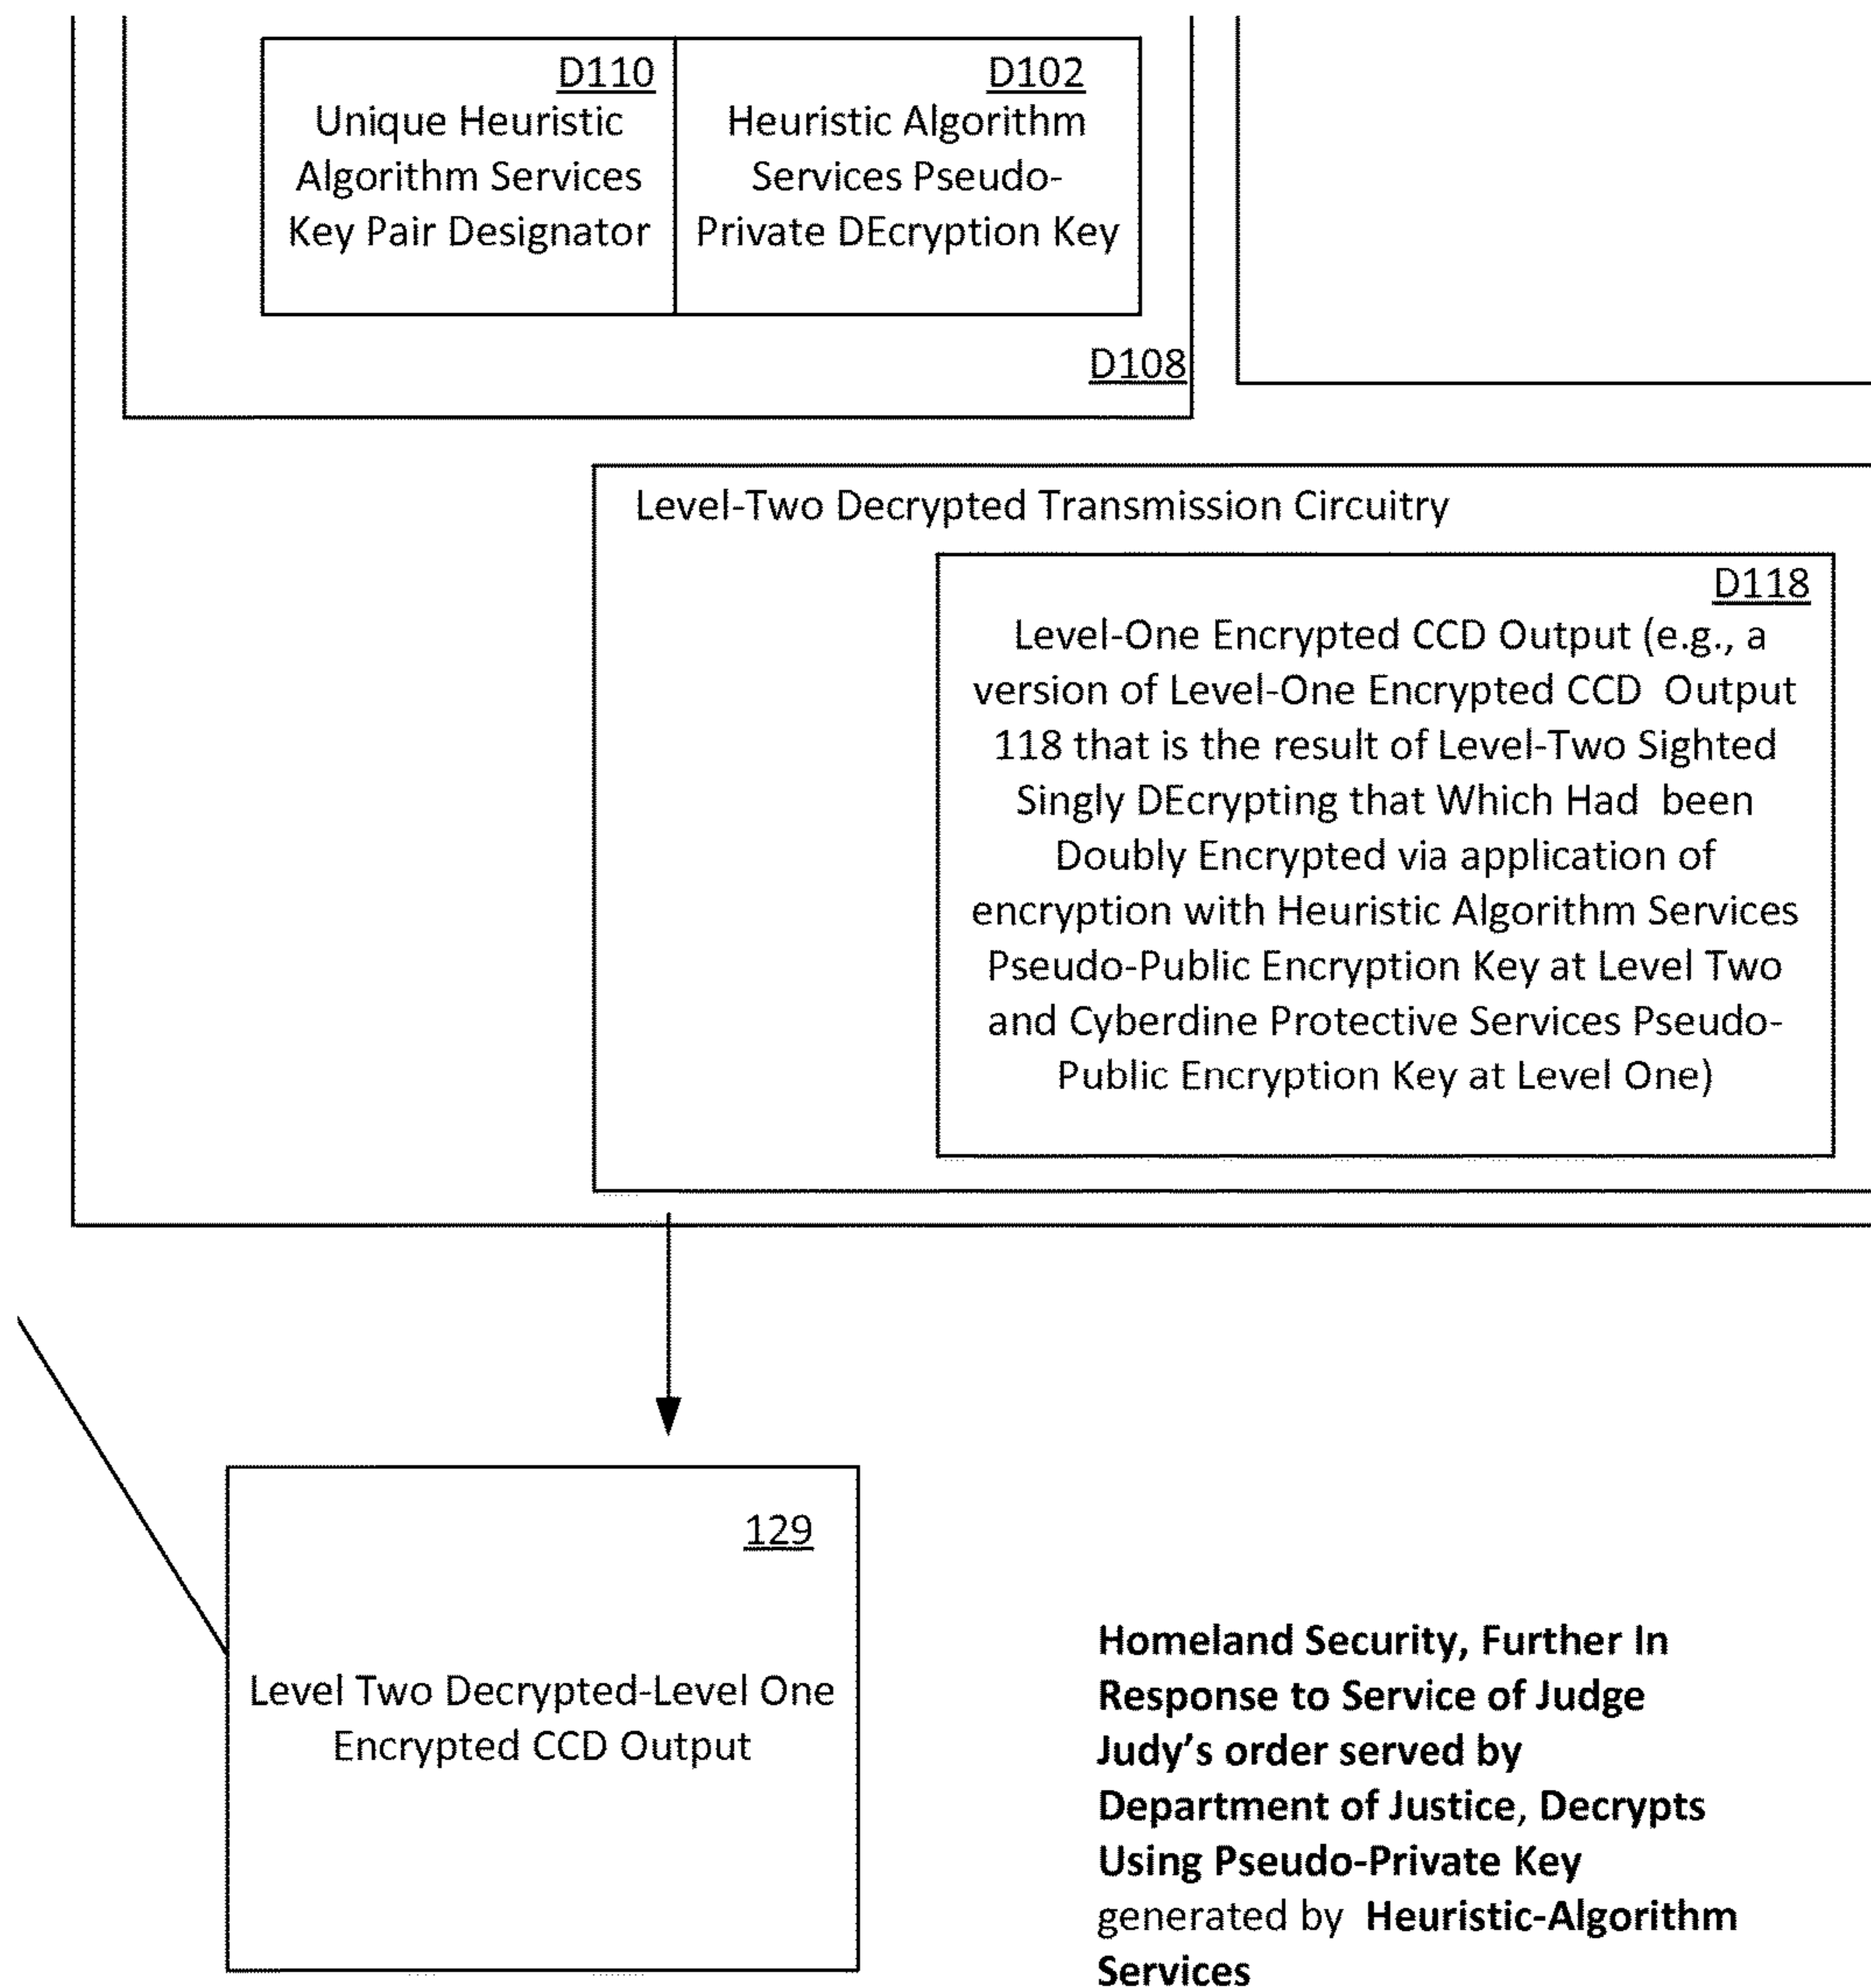 D110
Unique Heuristic
Algorithm Services
Key Pair Designator
D102
Heuristic Algorithm
Services Pseudo-
Private DEcryption Key
D108
Level-Two Decrypted Transmission Circuitry
D118
Level-One Encrypted CCD Output (e.g., a
version of Level-One Encrypted CCD  Output
118 that is the result of Level-Two Sighted
Singly DEcrypting that Which Had  been
Doubly Encrypted via application of
encryption with Heuristic Algorithm Services
Pseudo-Public Encryption Key at Level Two
and Cyberdine Protective Services Pseudo-
Public Encryption Key at Level One)
129
Level Two Decrypted-Level One
Encrypted CCD Output
Homeland Security, Further In
Response to Service of Judge
Judy's order served by
Department of Justice, Decrypts
Using Pseudo-Private Key
generated by  Heuristic-Algorithm
Services